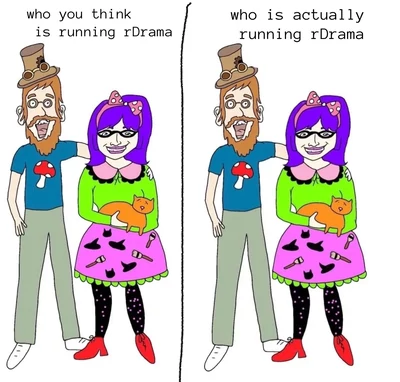 who you think
is running rDrama
who is actually
running rDrama